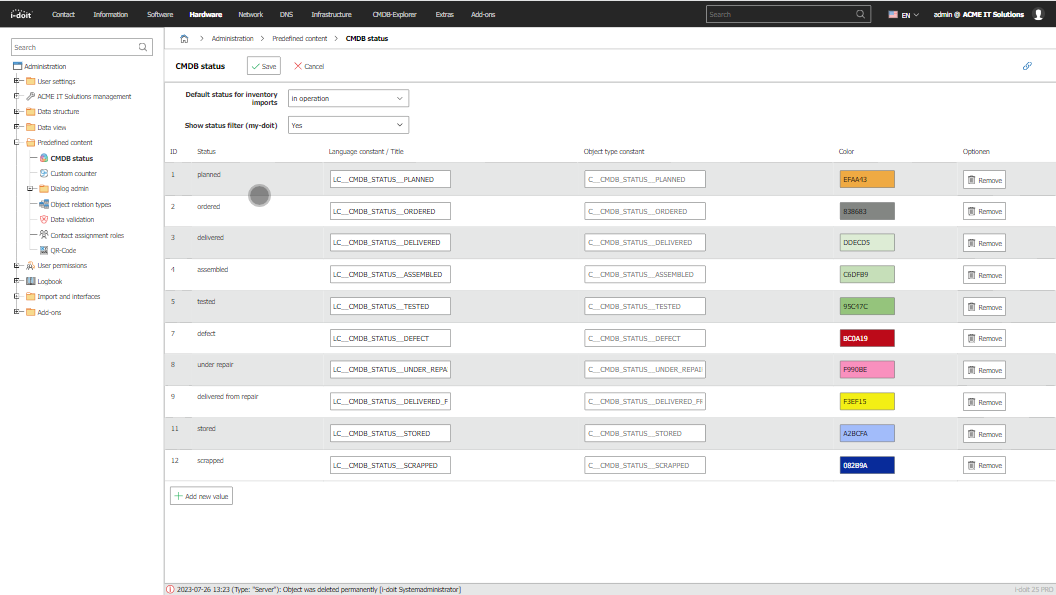 i-doit Contact Information Software Hardware Network DNS Infrastructure CMDB-Explorer Extras Add-ons Search EN admin @ ACME IT Solutions
Search
Administration
User settings
ACME IT Solutions management
Data structure
Data view
Predefined content
CMDB status
Custom counter
Dialog admin
Object relation types
Data validation
Contact assignment roles
QR-Code
User permissions
Logbook
Import and interfaces
Add-ons
Administration > Predefined content > CMDB status
CMDB status Save Cancel
Default status for inventory
imports in operation
Show status filter (my-doit) Yes
ID Status Language constant / Title Object type constant Color Optionen
1 planned LC__CMDB_STATUS__PLANNED C__CMDB_STATUS__PLANNED EFAA43 Remove
2 ordered LC__CMDB_STATUS__ORDERED C__CMDB_STATUS__ORDERED 838683 Remove
3 delivered LC__CMDB_STATUS__DELIVERED C__CMDB_STATUS__DELIVERED DDECD5 Remove
4 assembled LC__CMDB_STATUS__ASSEMBLED C__CMDB_STATUS__ASSEMBLED C6DFB9 Remove
5 tested LC__CMDB_STATUS__TESTED C__CMDB_STATUS__TESTED 95C47C Remove
7 defect LC__CMDB_STATUS__DEFECT C__CMDB_STATUS__DEFECT BC0A19 Remove
8 under repair LC__CMDB_STATUS__UNDER_REPA C__CMDB_STATUS__UNDER_REPAI F990BE Remove
9 delivered from repair LC__CMDB_STATUS__DELIVERED_F C__CMDB_STATUS__DELIVERED_FF F3EF15 Remove
11 stored LC__CMDB_STATUS__STORED C__CMDB_STATUS__STORED A2BCFA Remove
12 scrapped LC__CMDB_STATUS__SCRAPPED C__CMDB_STATUS__SCRAPPED 082B9A Remove
Add new value
2023-07-26 13:23 (Type: "Server"): Object was deleted permanently [i-doit Systemadministrator] i-doit 25 PRO